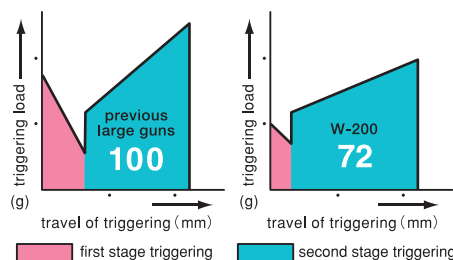 triggering load
previous
large guns
100
(g)
travel of triggering (mm)
triggering load
W-200
72
(g)
travel of triggering (mm)
first stage triggering
second stage triggering